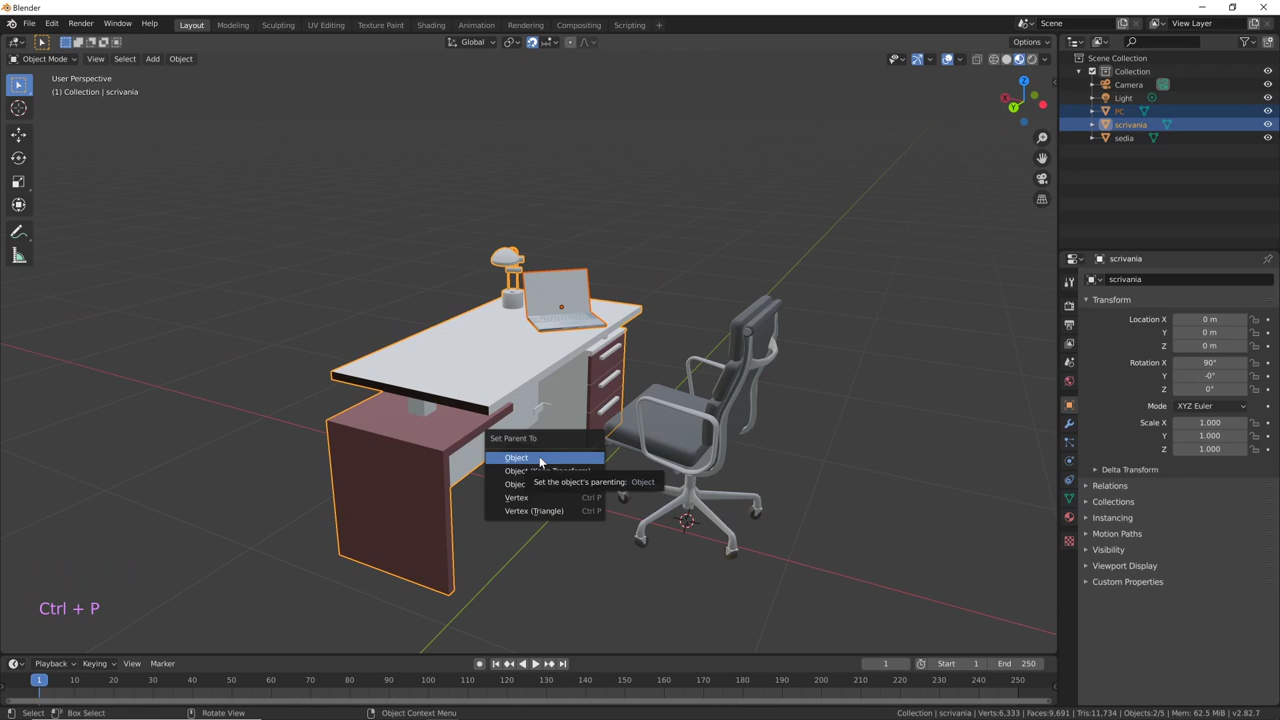 Blender
File Edit Render Window Help
Layout Modeling Sculpting UV Editing Texture Paint Shading Animation Rendering Compositing Scripting +
Scene
View Layer
Global
Options
Object Mode View Select Add Object
User Perspective
(1) Collection | scrivania
Z
X
Y
Scene Collection
Collection
Camera
Light
PC
scrivania
sedia
scrivania
scrivania
Transform
Location X 0 m
Y 0 m
Z 0 m
Rotation X 90°
Y -0°
Z 0°
Mode XYZ Euler
Scale X 1.000
Y 1.000
Z 1.000
Delta Transform
Relations
Collections
Instancing
Motion Paths
Visibility
Viewport Display
Custom Properties
Set Parent To
Object
Object (Keep Transform)
Set the object's parenting: Object
Objec
Vertex Ctrl P
Vertex (Triangle) Ctrl P
Ctrl + P
Playback Keying View Marker
1
Start 1
End 250
1 10 20 30 40 50 60 70 80 90 100 110 120 130 140 150 160 170 180 190 200 210 220 230 240 250
Select Box Select Rotate View Object Context Menu
Collection | scrivania | Verts:6,333 | Faces:9,691 | Tris:11,734 | Objects:2/5 | Mem: 62.5 MiB | v2.82.7